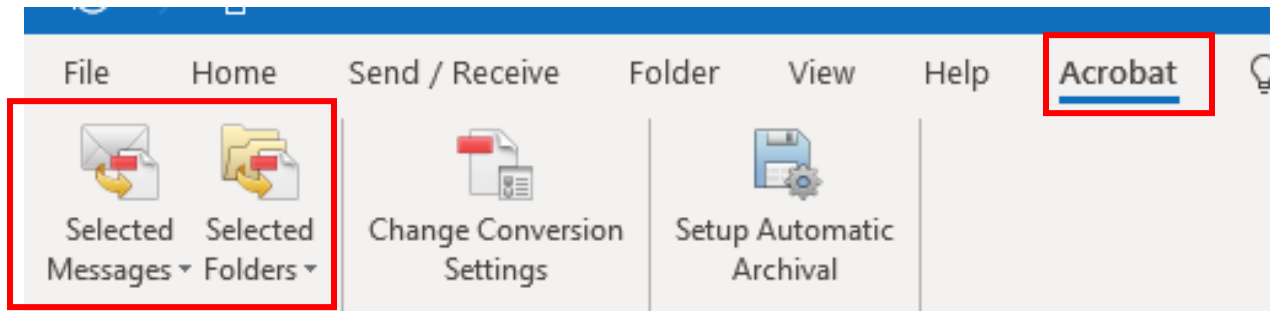 File Home Send / Receive Folder View Help Acrobat
Selected Selected Change Conversion Setup Automatic
Messages Folders Settings Archival